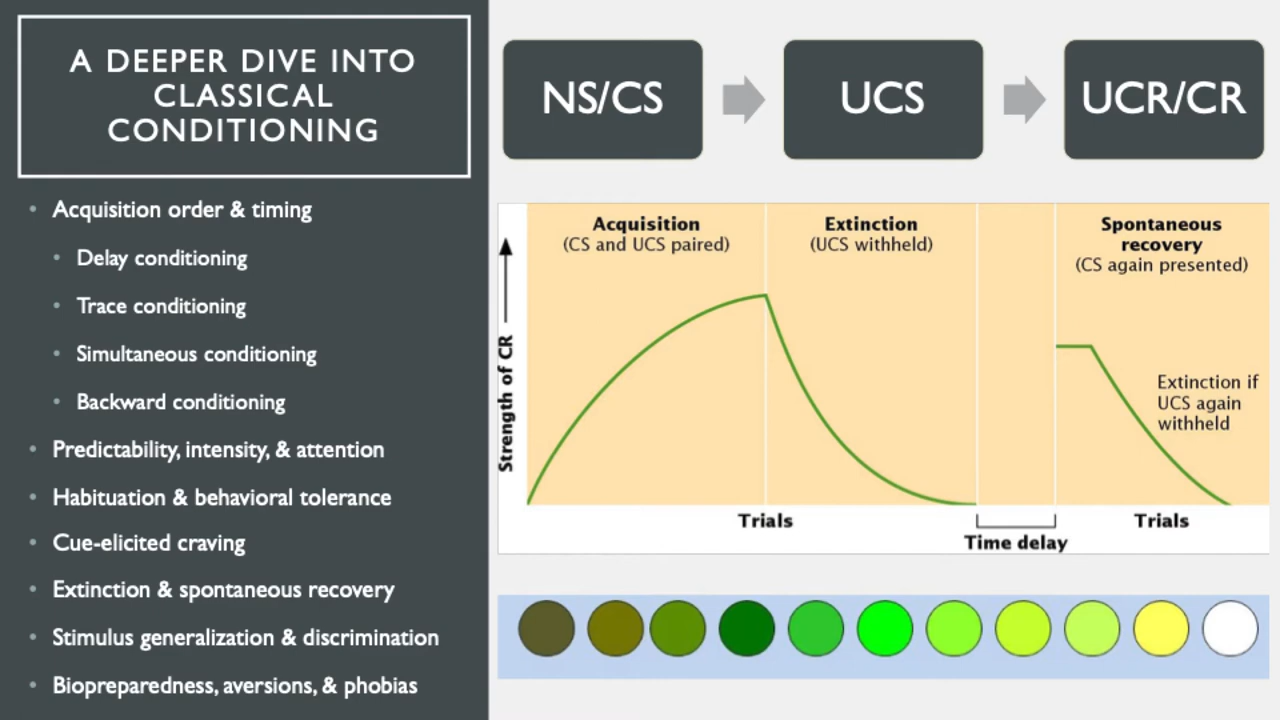 A DEEPER DIVE INTO
CLASSICAL
CONDITIONING
• Acquisition order & timing
• Delay conditioning
• Trace conditioning
• Simultaneous conditioning
• Backward conditioning
• Predictability, intensity, & attention
• Habituation & behavioral tolerance
• Cue-elicited craving
• Extinction & spontaneous recovery
• Stimulus generalization & discrimination
• Biopreparedness, aversions, & phobias
NS/CS
UCS
UCR/CR
Strength of CR
Acquisition
(CS and UCS paired)
Extinction
(UCS withheld)
Spontaneous
recovery
(CS again presented)
Extinction if
UCS again
withheld
Trials
Time delay
Trials